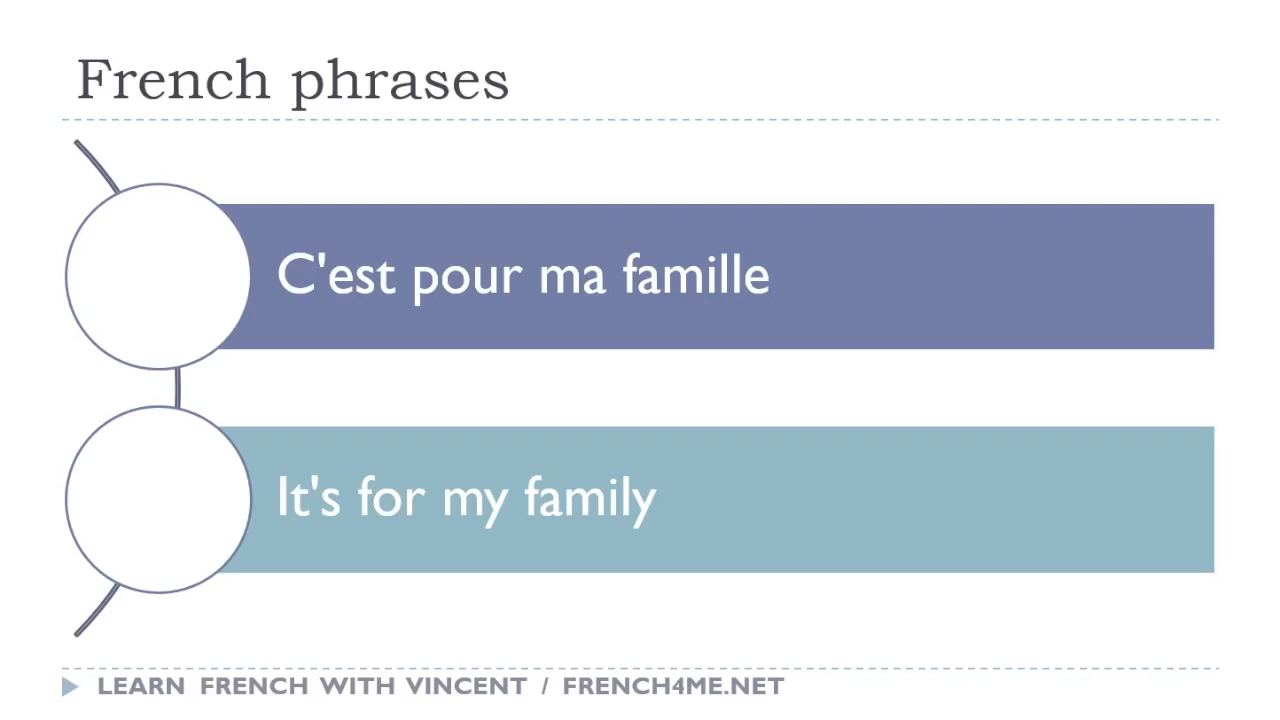 French phrases
C'est pour ma famille
It's for my family
LEARN FRENCH WITH VINCENT / FRENCH4ME.NET